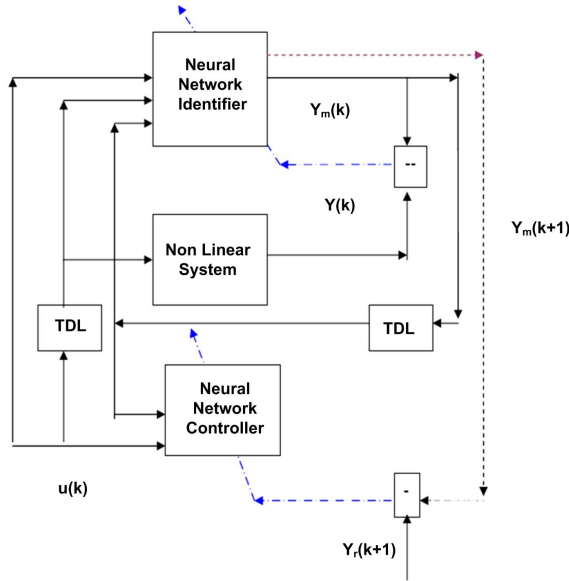 Neural
Network
Identifier
Yₘ(k)
--
Y(k)
Yₘ(k+1)
Non Linear
System
TDL
TDL
Neural
Network
Controller
u(k)
-
Yᵣ(k+1)